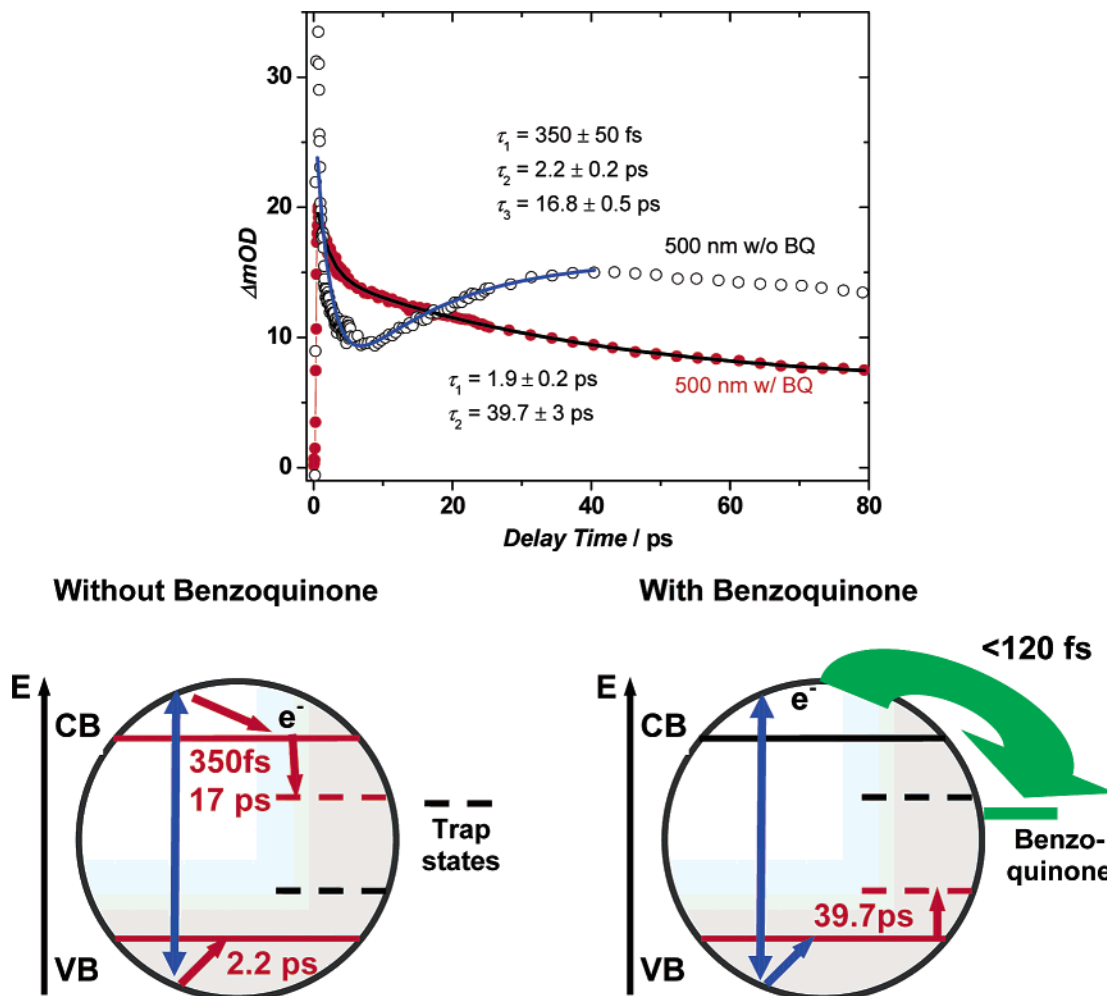 30
20
10
0
ΔmOD
τ1 = 350 ± 50 fs
τ2 = 2.2 ± 0.2 ps
τ3 = 16.8 ± 0.5 ps
500 nm w/o BQ
τ1 = 1.9 ± 0.2 ps
τ2 = 39.7 ± 3 ps
500 nm w/ BQ
0 20 40 60 80
Delay Time / ps
Without Benzoquinone
E
CB
e-
350fs
17 ps
Trap
states
2.2 ps
VB
With Benzoquinone
<120 fs
E
e-
CB
Benzo-
quinone
39.7ps
VB